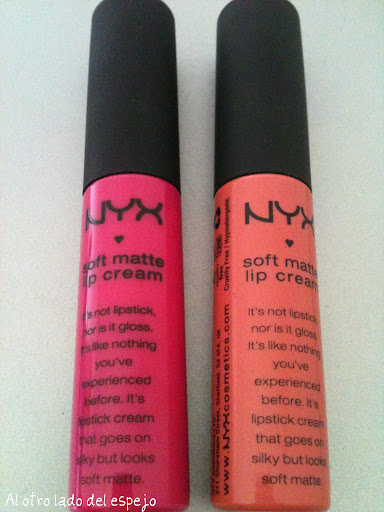 NYX
soft matte
lip cream
It's not lipstick,
nor is it gloss.
It's like nothing
you've
experienced
before. It's
lipstick cream
that goes on
silky but looks
soft matte.
NYX
soft matte
lip cream
It's not lipstick,
nor is it gloss.
It's like nothing
you've
experienced
before. It's
lipstick cream
that goes on
silky but looks
soft matte.
Cruelty Free / Hypoallergenic
www.NYXcosmetics.com
Al otro lado del espejo